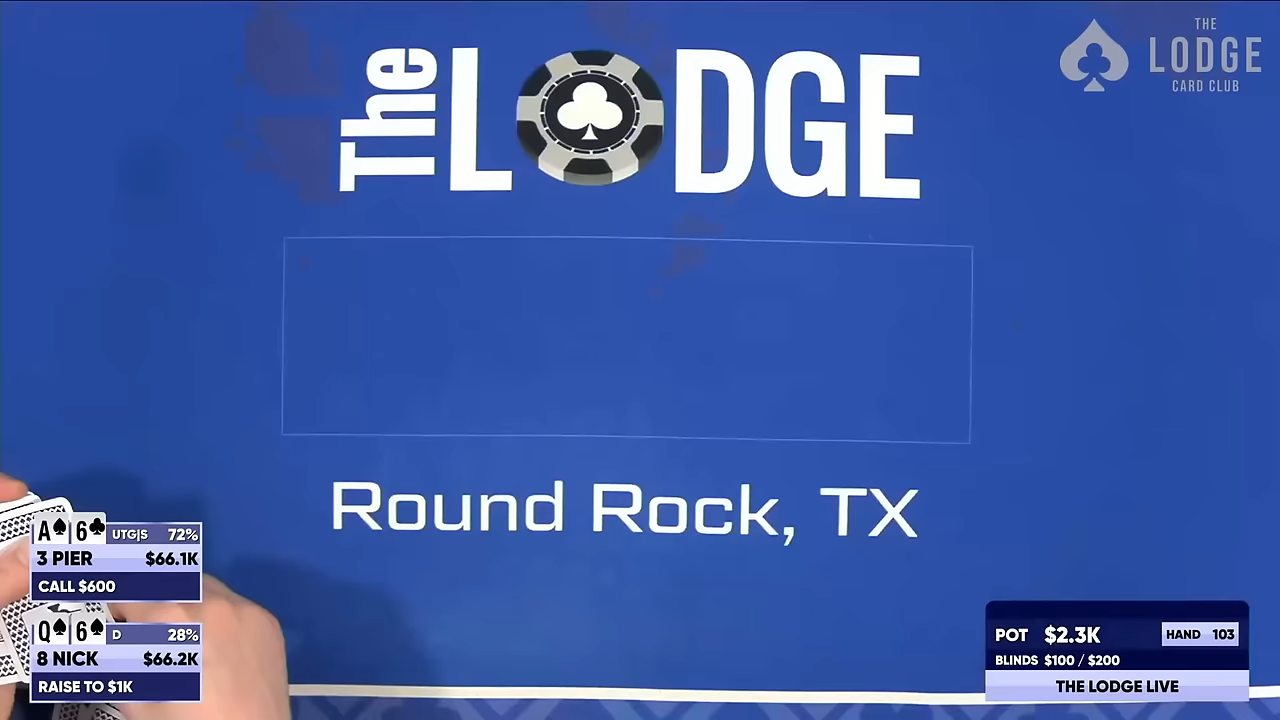 The LODGE
THE
LODGE
CARD CLUB
Round Rock, TX
A♠ 6♣ UTG|S 72%
3 PIER $66.1K
CALL $600
Q♠ 6♠ D 28%
8 NICK $66.2K
RAISE TO $1K
POT $2.3K HAND 103
BLINDS $100 / $200
THE LODGE LIVE